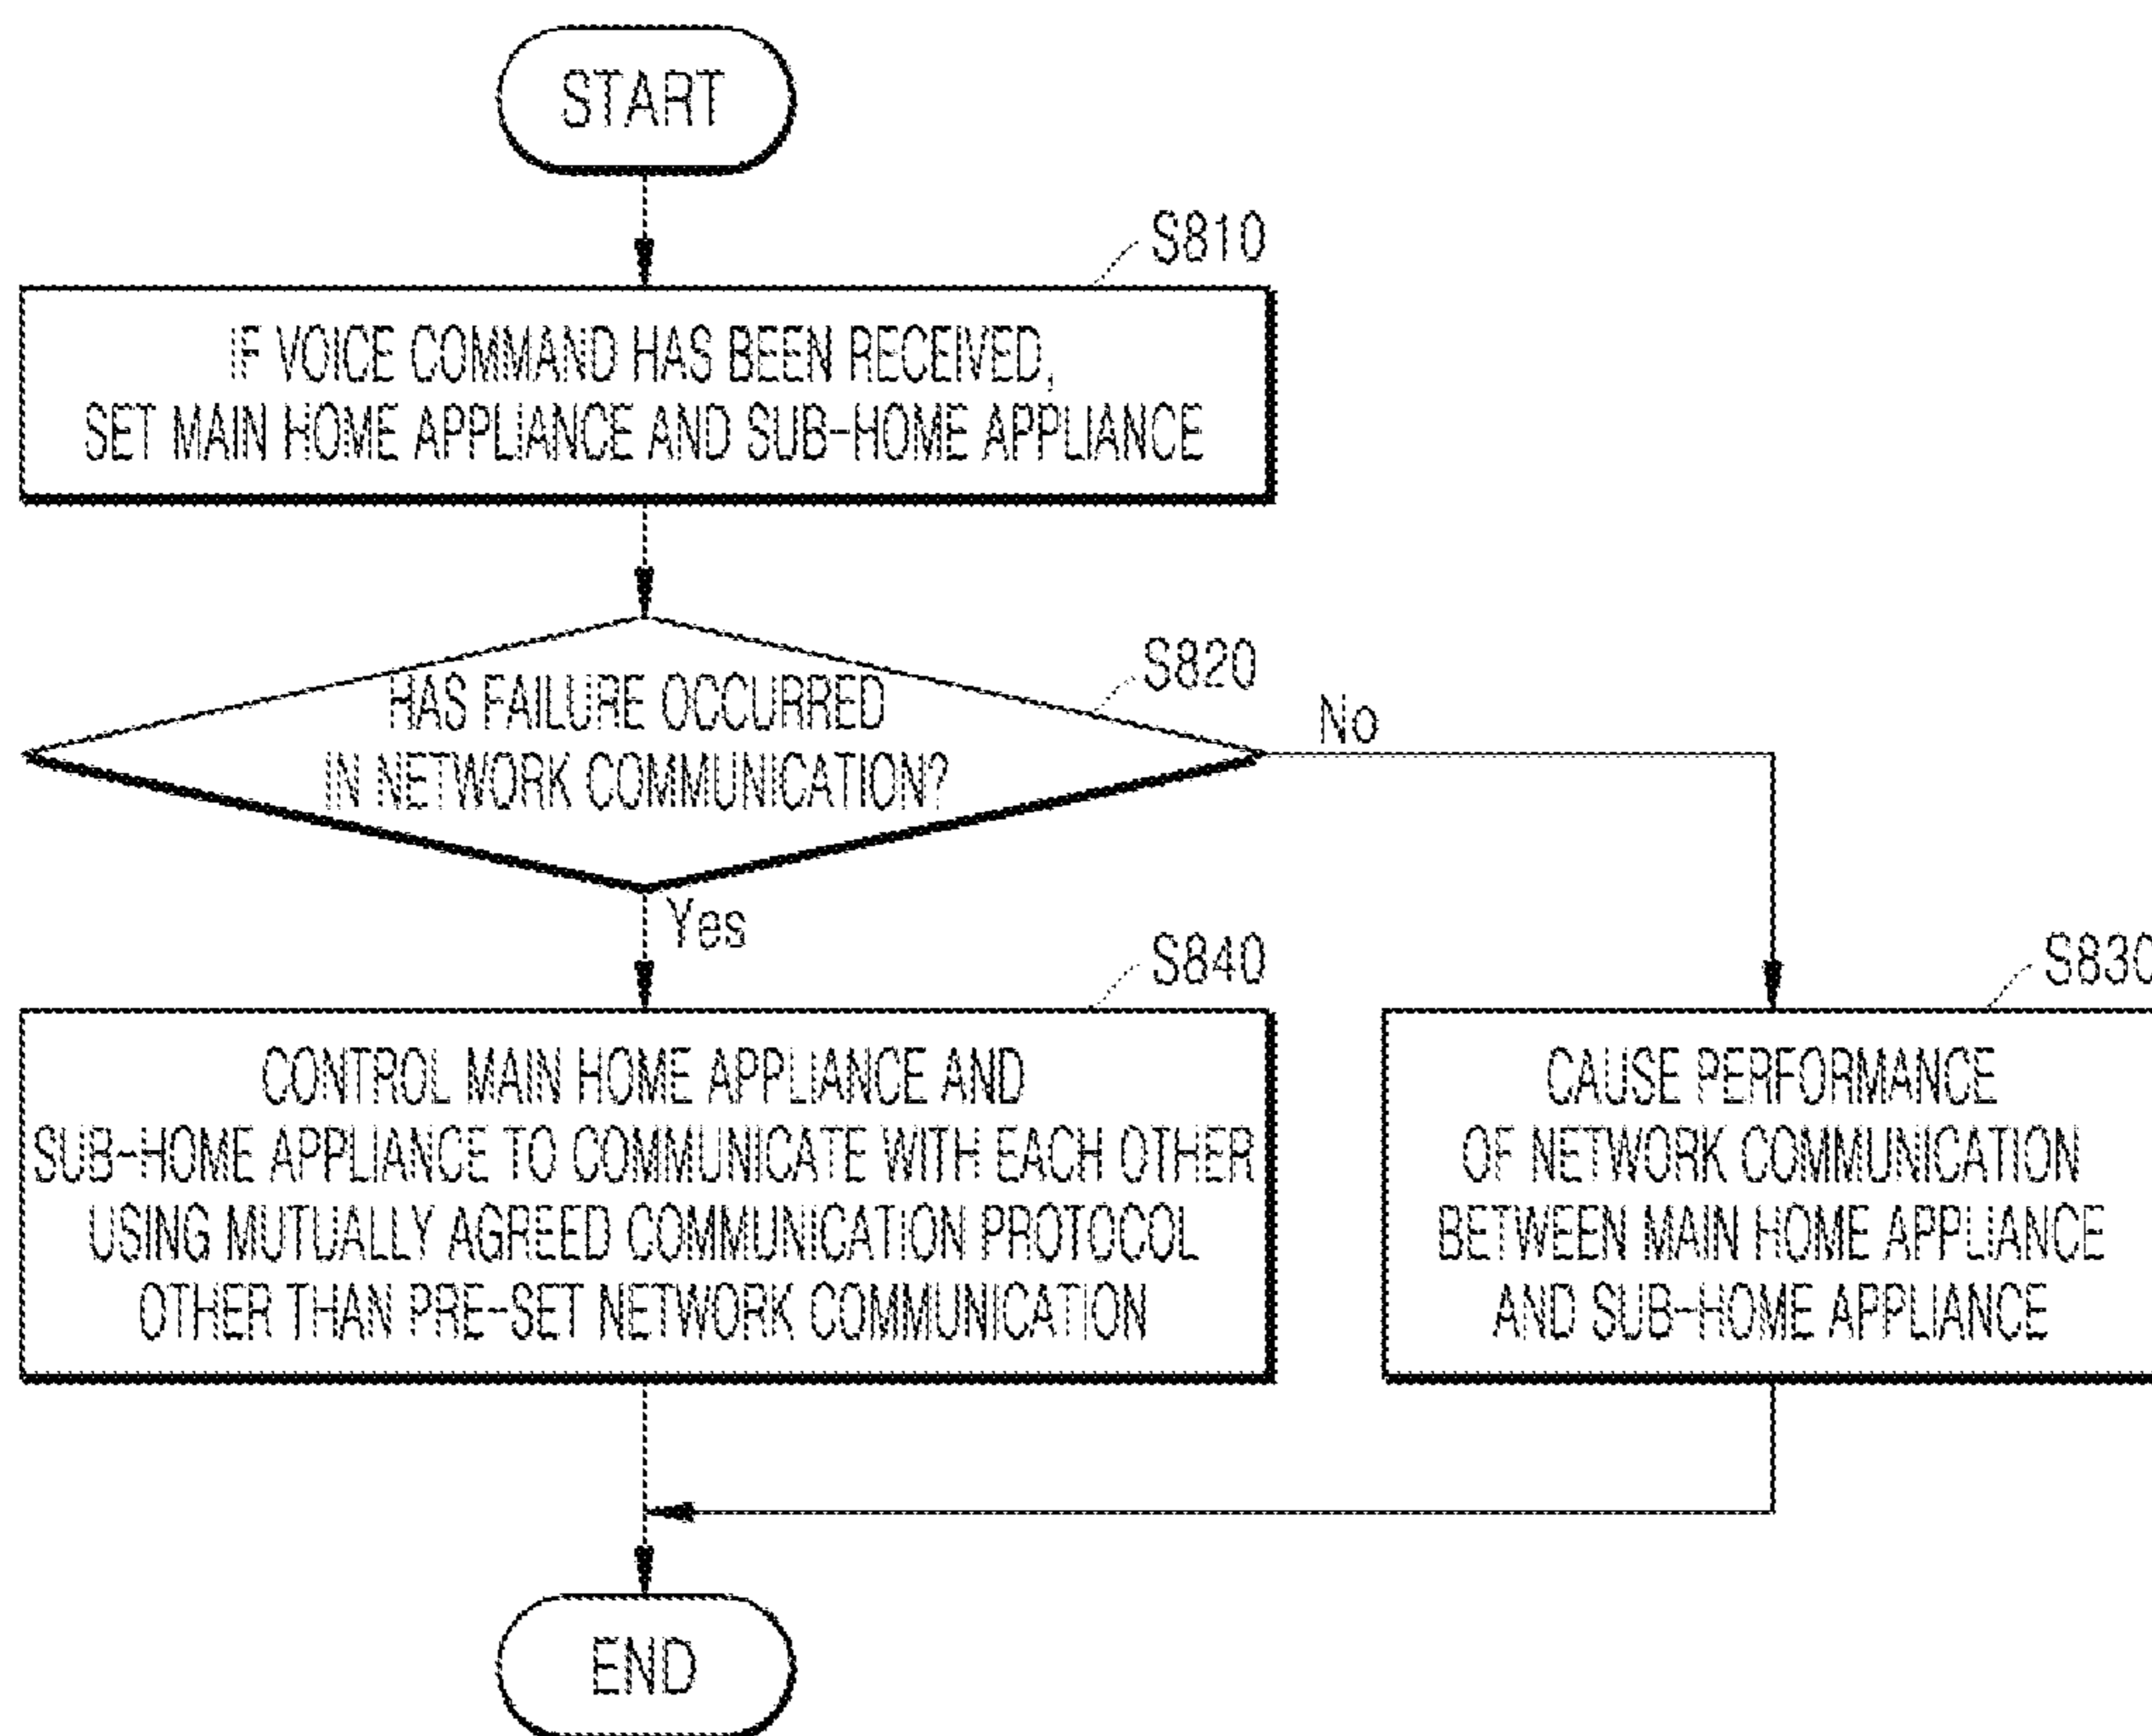 START
S810
IF VOICE COMMAND HAS BEEN RECEIVED,
SET MAIN HOME APPLIANCE AND SUB-HOME APPLIANCE
S820
HAS FAILURE OCCURRED
IN NETWORK COMMUNICATION?
No
Yes
S840
CONTROL MAIN HOME APPLIANCE AND
SUB-HOME APPLIANCE TO COMMUNICATE WITH EACH OTHER
USING MUTUALLY AGREED COMMUNICATION PROTOCOL
OTHER THAN PRE-SET NETWORK COMMUNICATION
S830
CAUSE PERFORMANCE
OF NETWORK COMMUNICATION
BETWEEN MAIN HOME APPLIANCE
AND SUB-HOME APPLIANCE
END